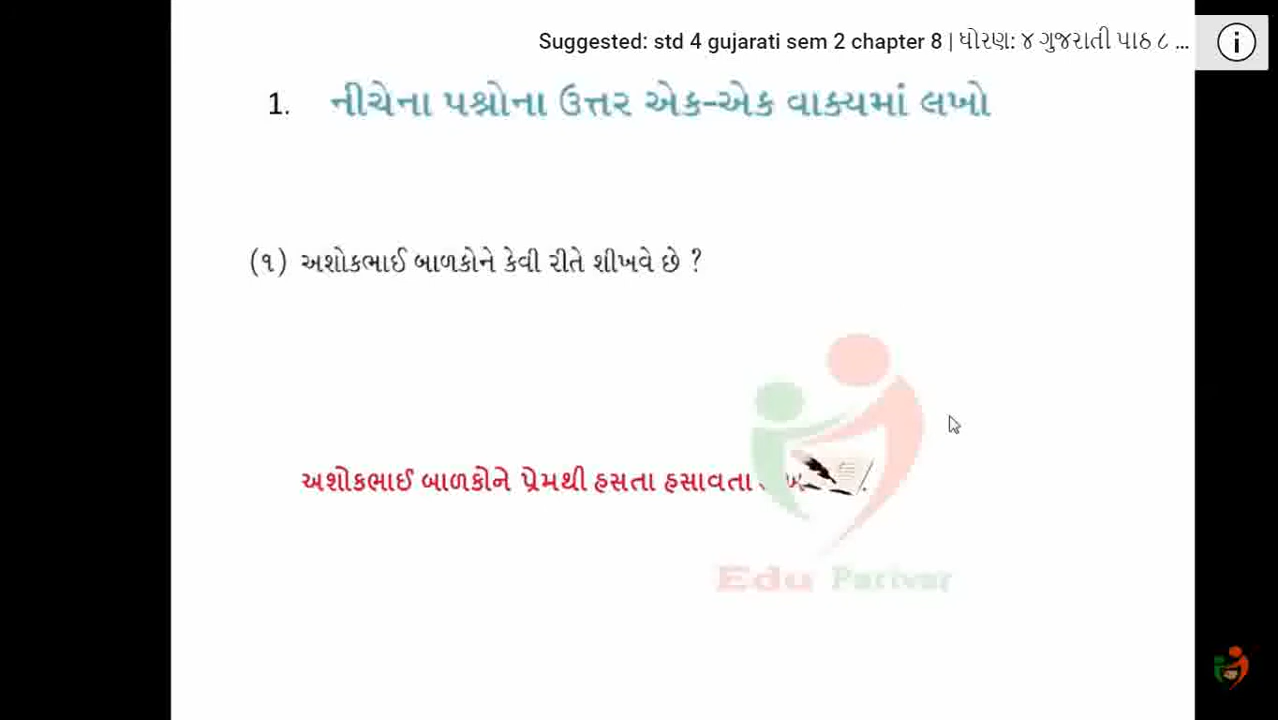 Suggested: std 4 gujarati sem 2 chapter 8 | ધોરણ: ૪ ગુજરાતી પાઠ ૮ ...
1. નીચેના પશ્નોના ઉત્તર એક-એક વાક્યમાં લખો
(૧) અશોકભાઈ બાળકોને કેવી રીતે શીખવે છે ?
અશોકભાઈ બાળકોને પ્રેમથી હસતા હસાવતા
Edu Parivar